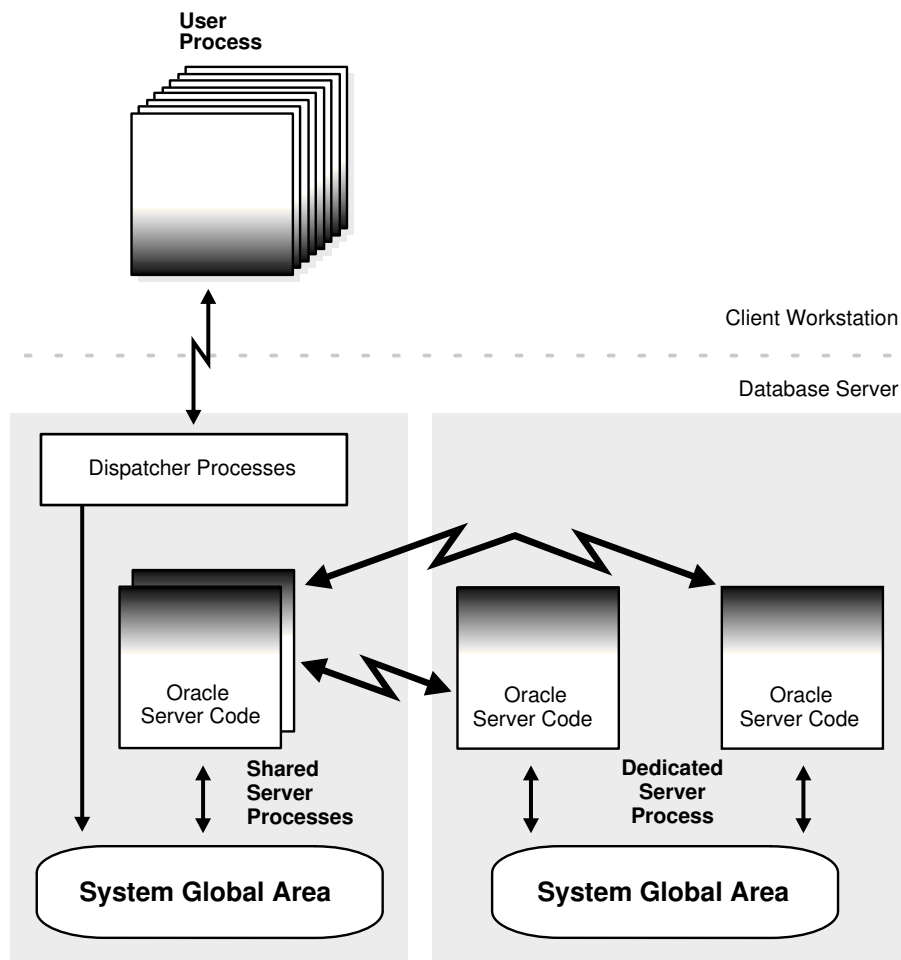 User
Process
Client Workstation
Database Server
Dispatcher Processes
Oracle
Server Code
Oracle
Server Code
Oracle
Server Code
Shared
Server
Processes
Dedicated
Server
Process
System Global Area
System Global Area